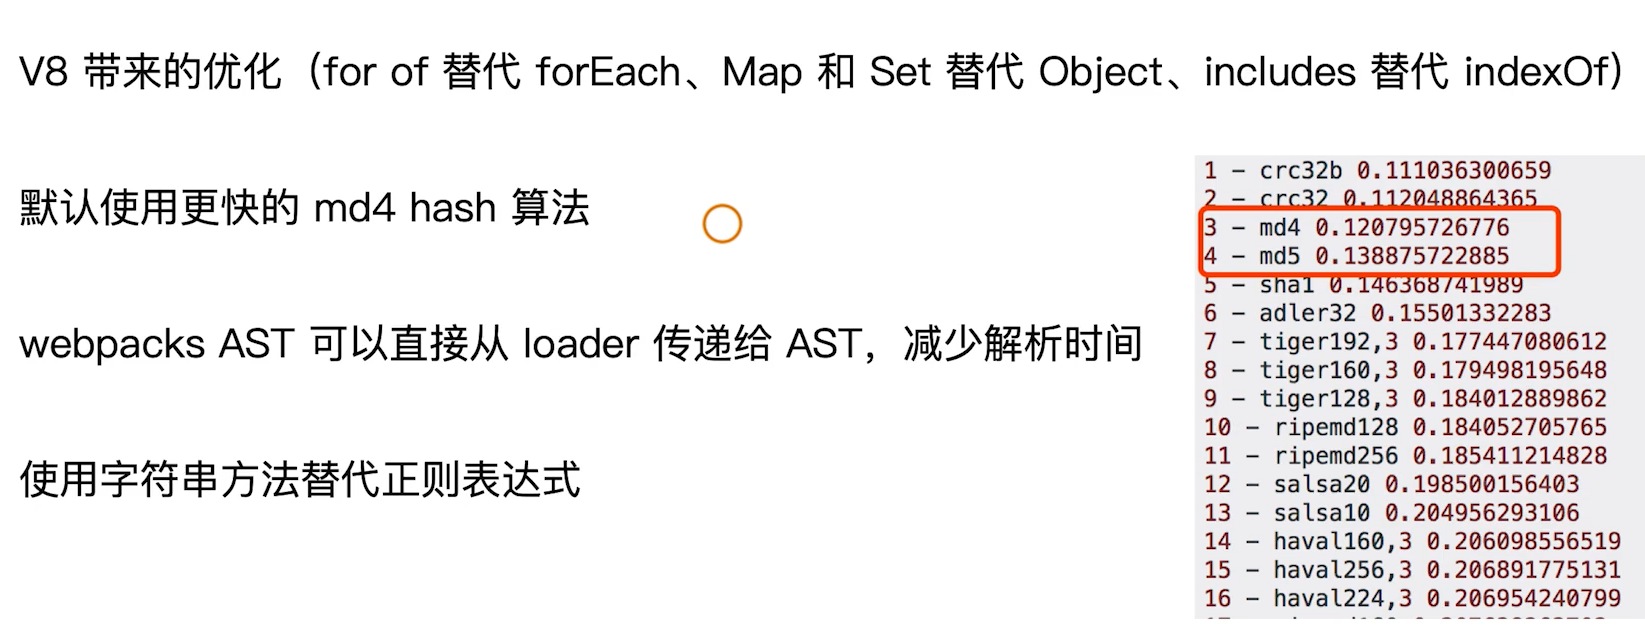 V8 带来的优化（for of 替代 forEach、Map 和 Set 替代 Object、includes 替代 indexOf）
默认使用更快的 md4 hash 算法
webpacks AST 可以直接从 loader 传递给 AST，减少解析时间
使用字符串方法替代正则表达式
1 - crc32b 0.111036300659
2 - crc32 0.112048864365
3 - md4 0.120795726776
4 - md5 0.138875722885
5 - sha1 0.146368741989
6 - adler32 0.15501332283
7 - tiger192,3 0.177447080612
8 - tiger160,3 0.179498195648
9 - tiger128,3 0.184012889862
10 - ripemd128 0.184052705765
11 - ripemd256 0.185411214828
12 - salsa20 0.198500156403
13 - salsa10 0.204956293106
14 - haval160,3 0.206098556519
15 - haval256,3 0.206891775131
16 - haval224,3 0.206954240799